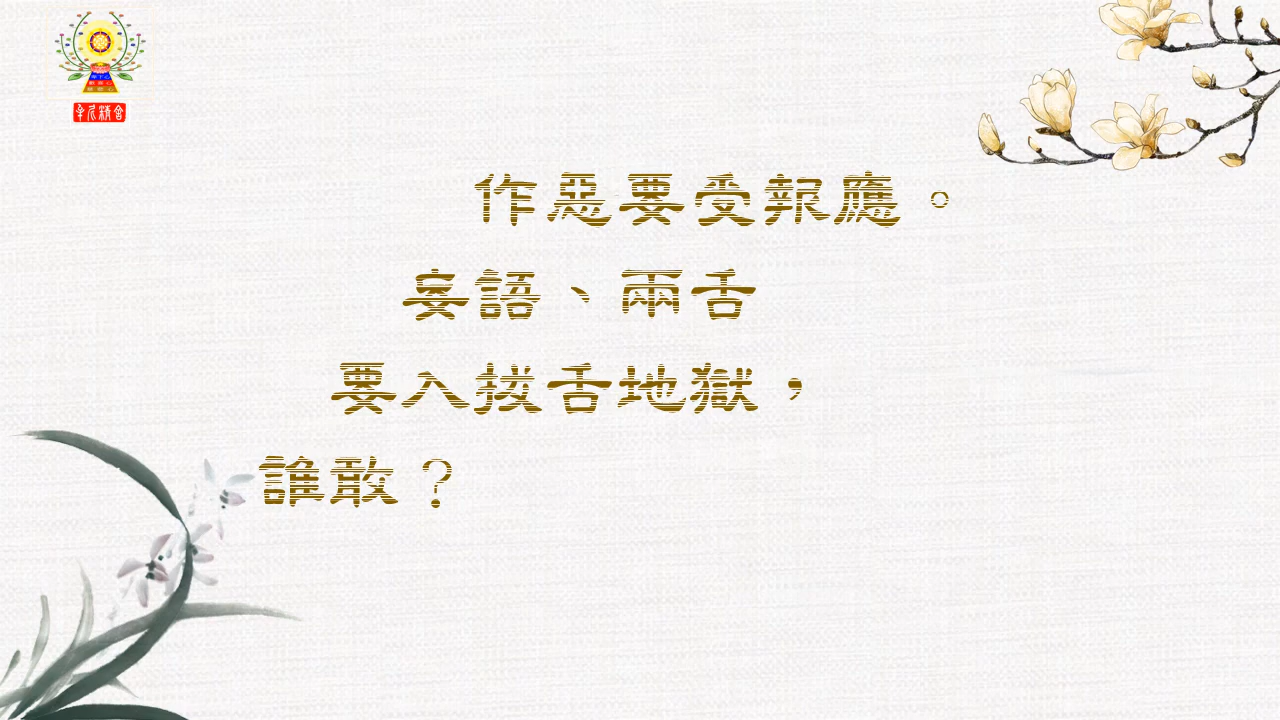 作惡要受報應。
妄語、兩舌
要入拔舌地獄，
誰敢？